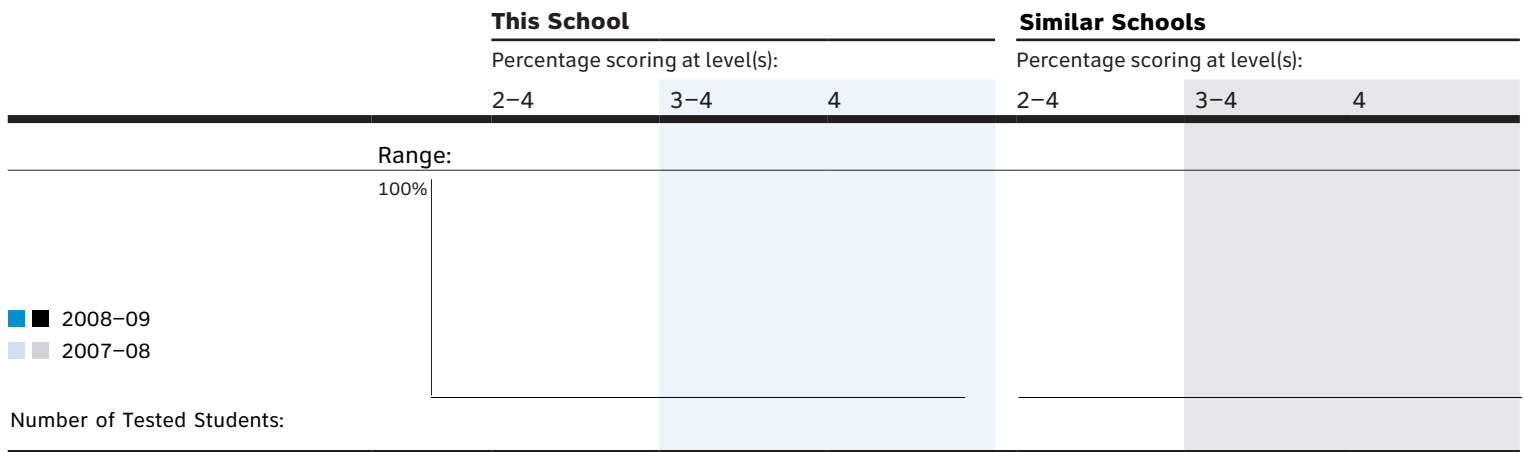 This School Similar Schools
Percentage scoring at level(s): Percentage scoring at level(s):
2–4 3–4 4 2–4 3–4 4
Range:
100%
2008–09
2007–08
Number of Tested Students: